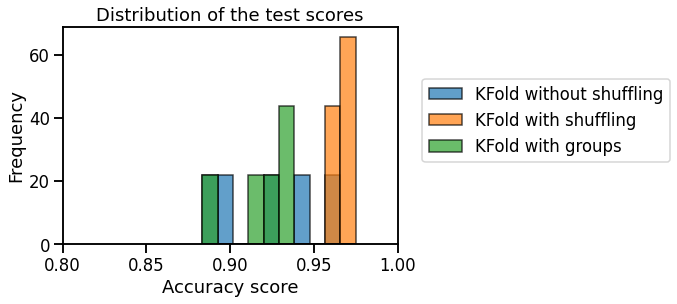 Distribution of the test scores
Frequency
60
40
20
0
0.80 0.85 0.90 0.95 1.00
Accuracy score
KFold without shuffling
KFold with shuffling
KFold with groups